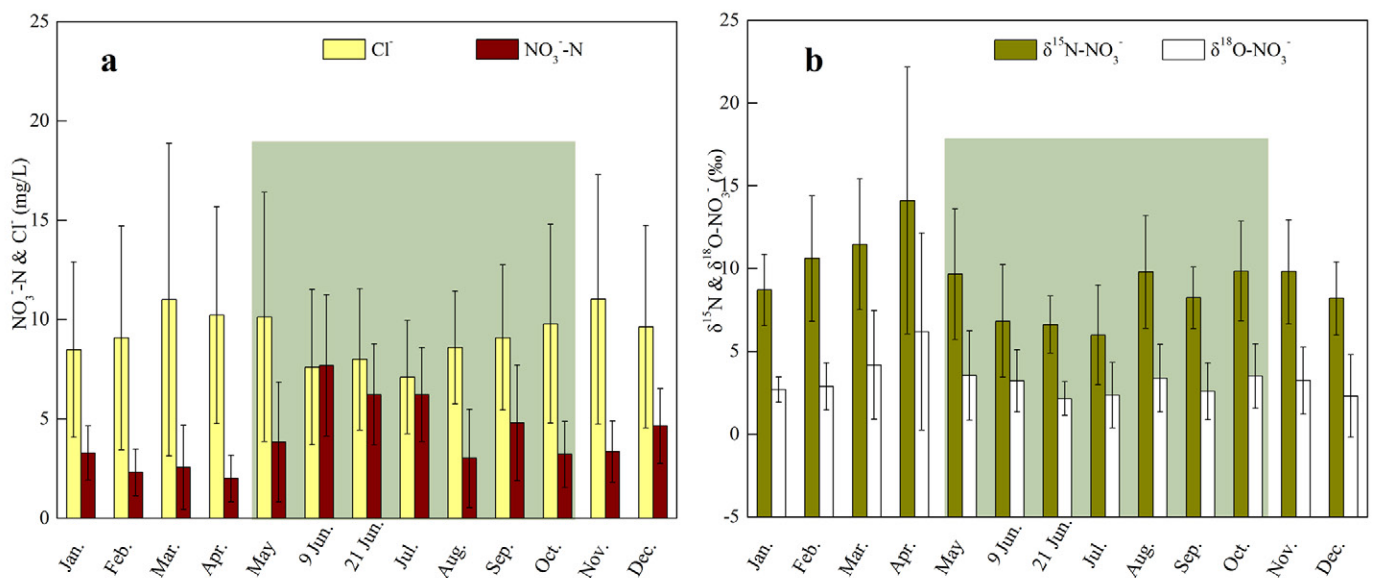 a
Cl⁻
NO₃⁻-N
NO₃⁻-N & Cl⁻ (mg/L)
25
20
15
10
5
0
Jan.
Feb.
Mar.
Apr.
May
9 Jun.
21 Jun.
Jul.
Aug.
Sep.
Oct.
Nov.
Dec.
b
δ¹⁵N-NO₃⁻
δ¹⁸O-NO₃⁻
δ¹⁵N & δ¹⁸O-NO₃⁻ (‰)
25
20
15
10
5
0
-5
Jan.
Feb.
Mar.
Apr.
May
9 Jun.
21 Jun.
Jul.
Aug.
Sep.
Oct.
Nov.
Dec.